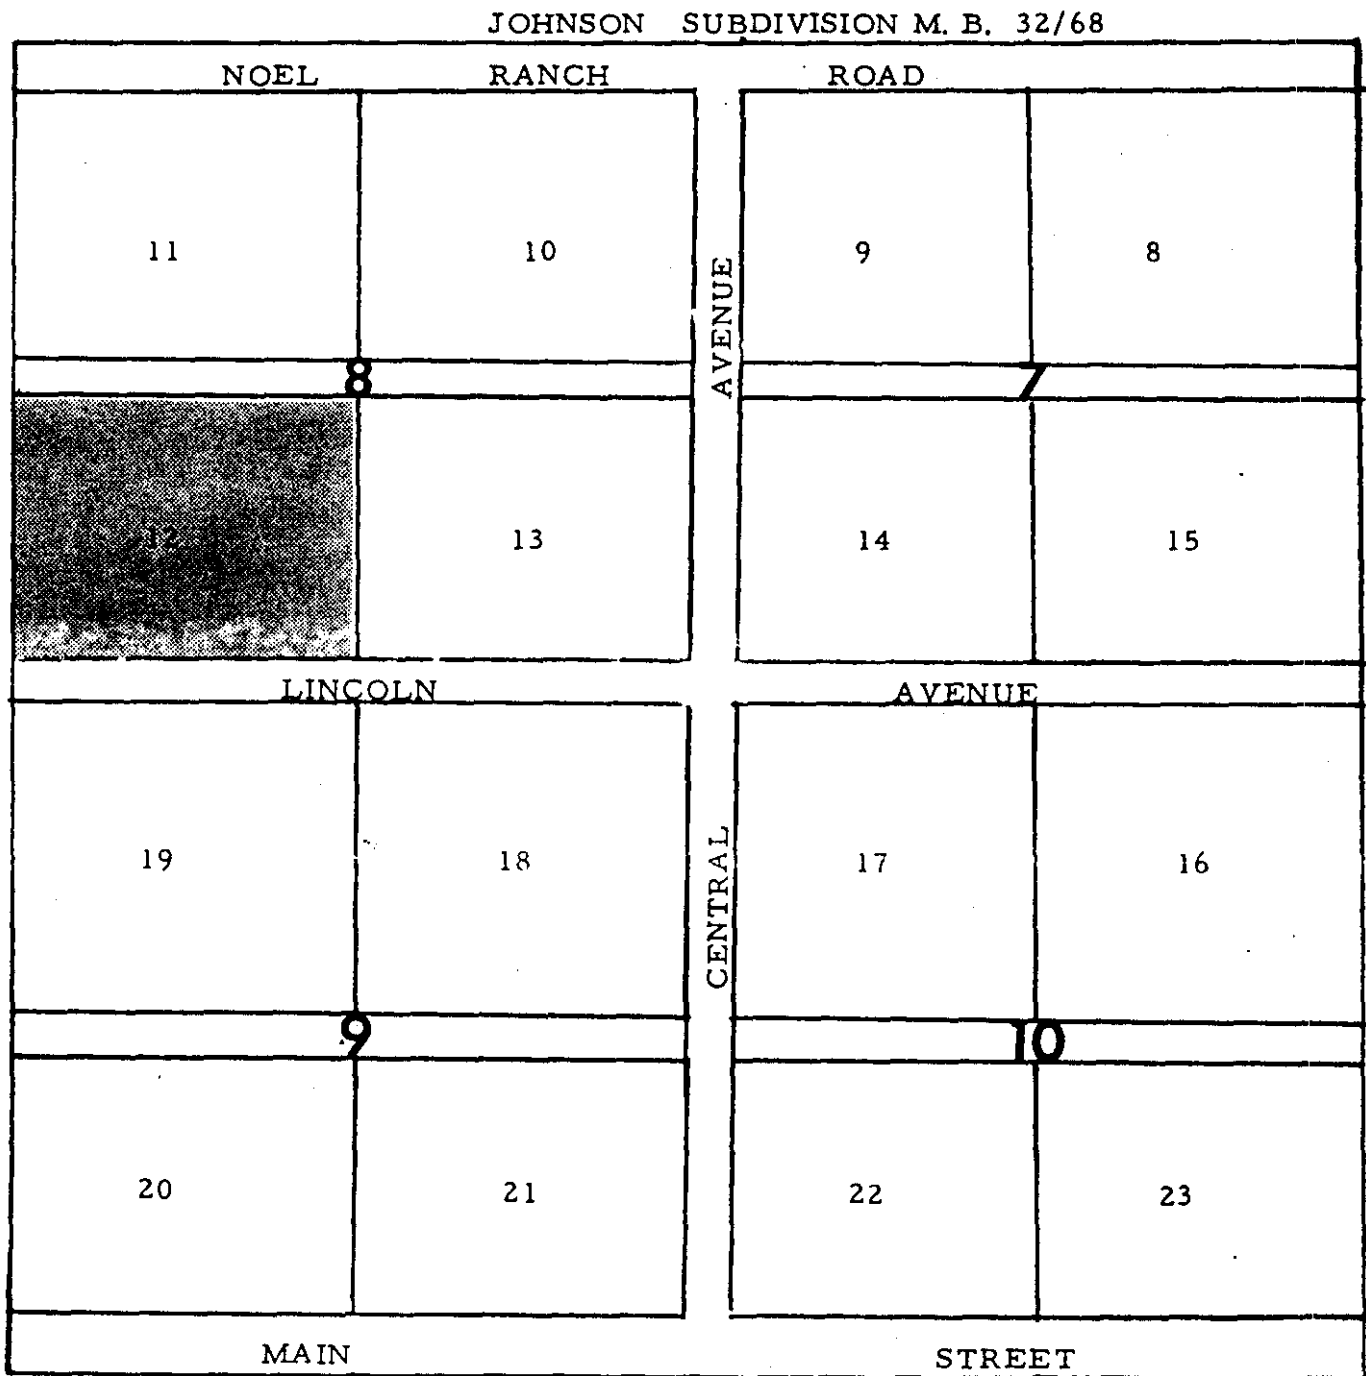 JOHNSON SUBDIVISION M. B. 32/68
NOEL RANCH ROAD
11 10 9 8
AVENUE
8 7
12 13 14 15
LINCOLN AVENUE
19 18 17 16
CENTRAL
9 10
20 21 22 23
MAIN STREET